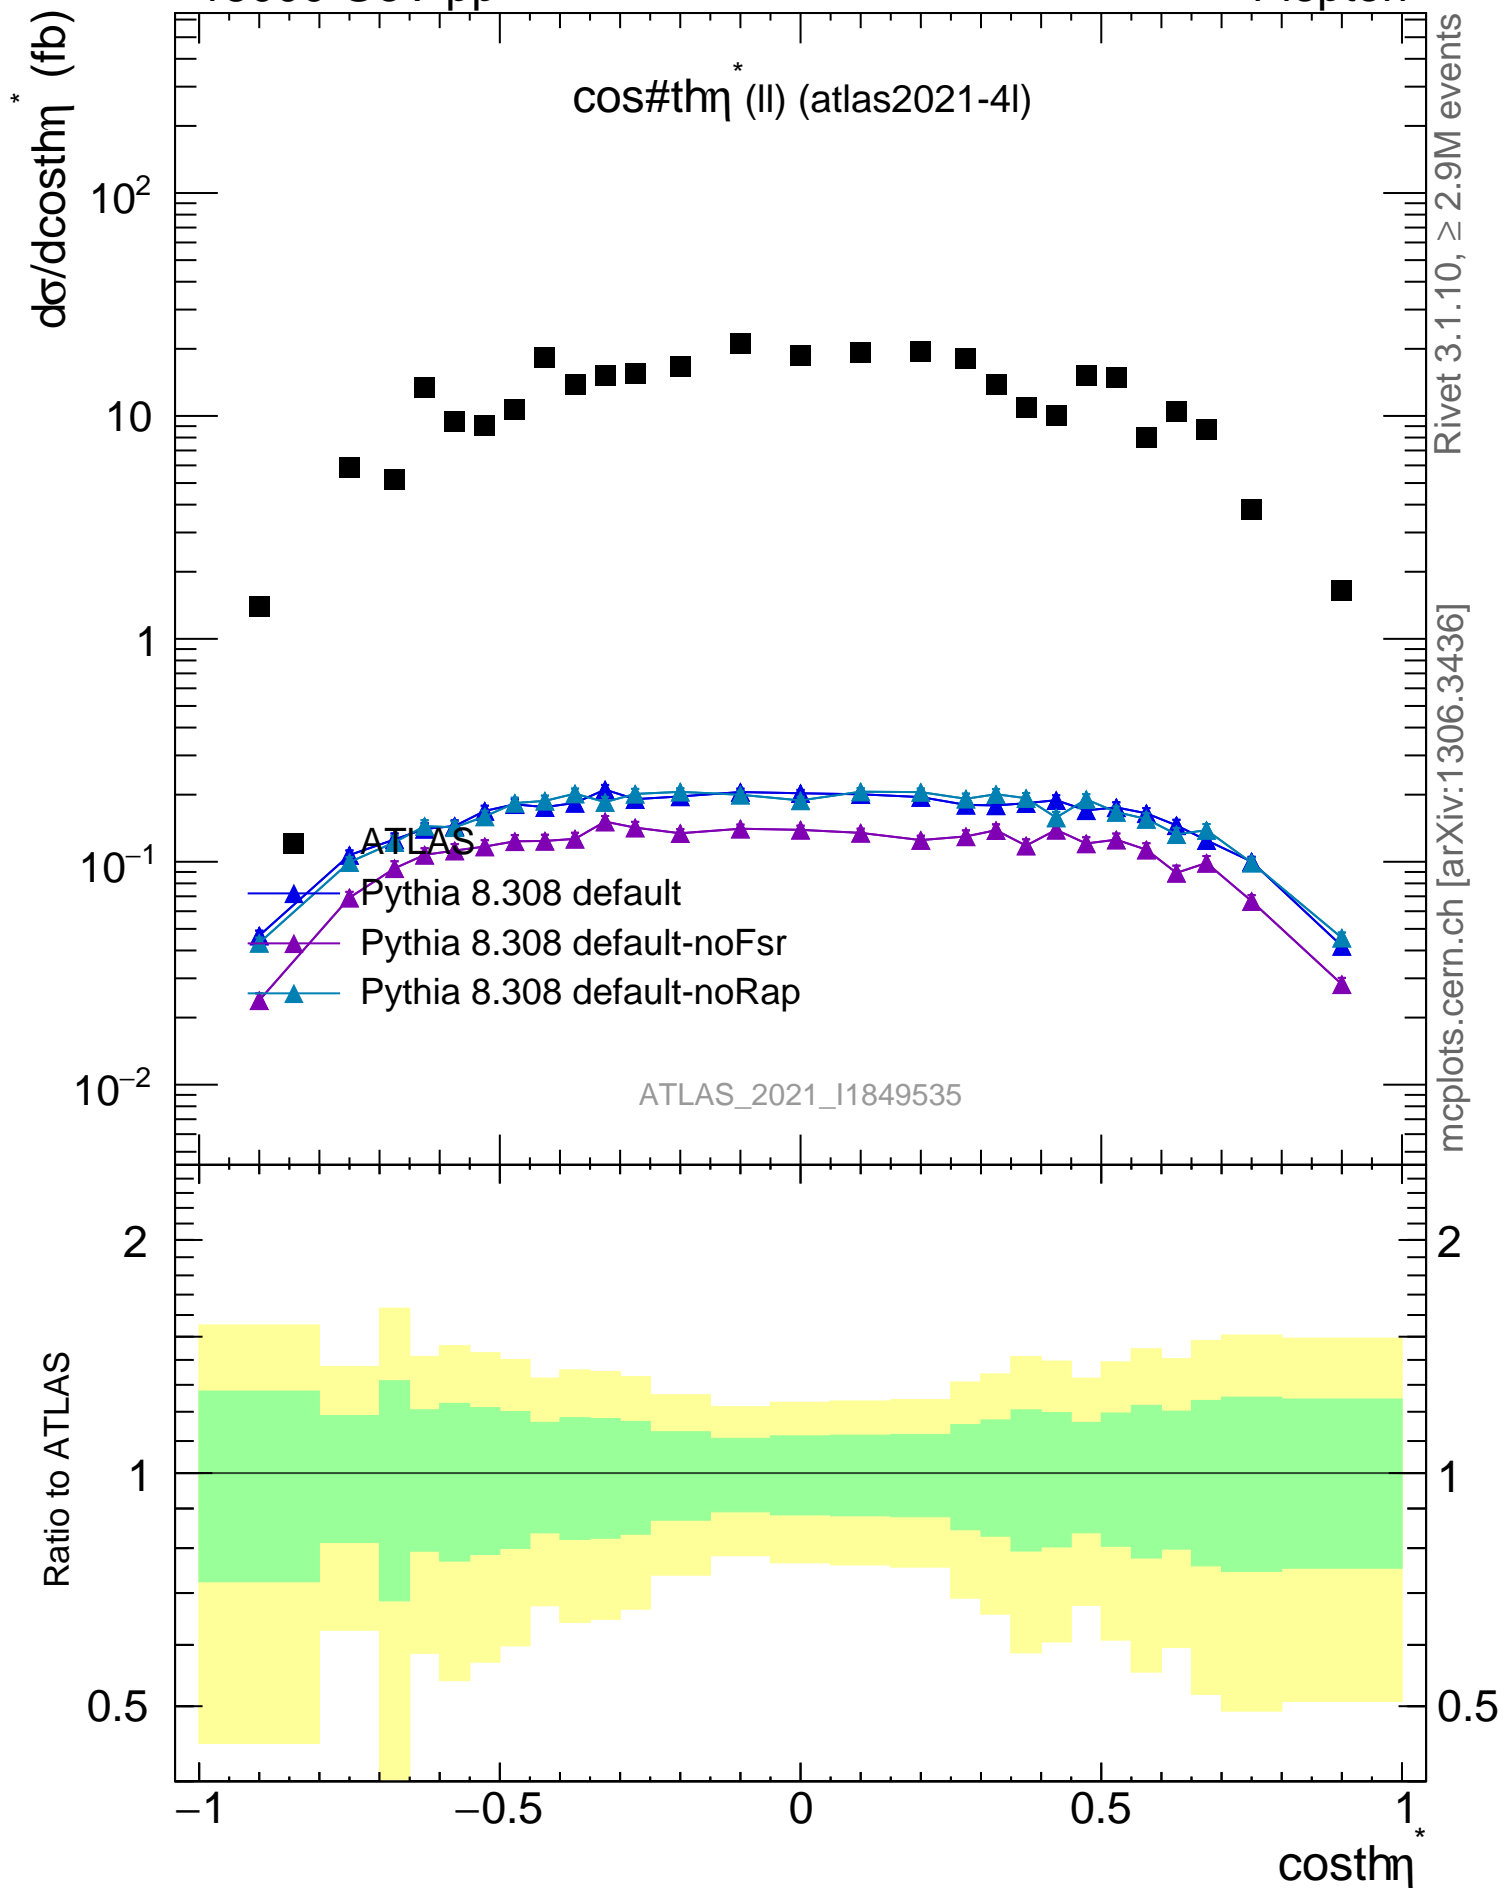 cos#thη* (ll) (atlas2021-4l)
dσ/dcosthη* (fb)
10²
10
1
10⁻¹
10⁻²
ATLAS
Pythia 8.308 default
Pythia 8.308 default-noFsr
Pythia 8.308 default-noRap
ATLAS_2021_I1849535
Rivet 3.1.10, ≥ 2.9M events
mcplots.cern.ch [arXiv:1306.3436]
Ratio to ATLAS
2
1
0.5
2
1
0.5
−1
−0.5
0
0.5
1
costhη*